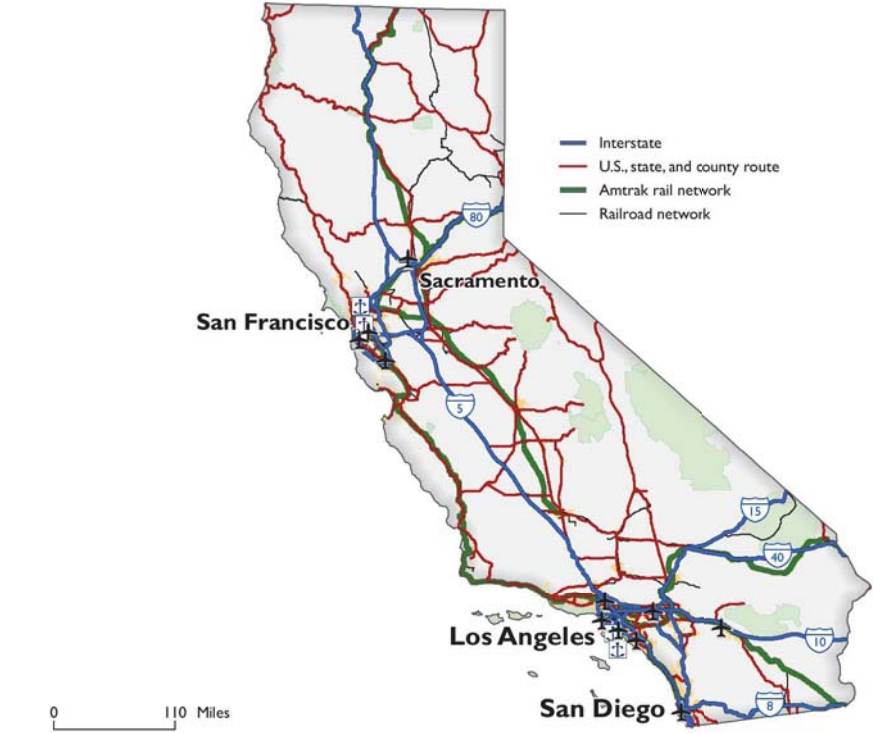 Interstate
U.S., state, and county route
Amtrak rail network
Railroad network
80
Sacramento
San Francisco
5
15
40
Los Angeles
10
San Diego
8
0 110 Miles